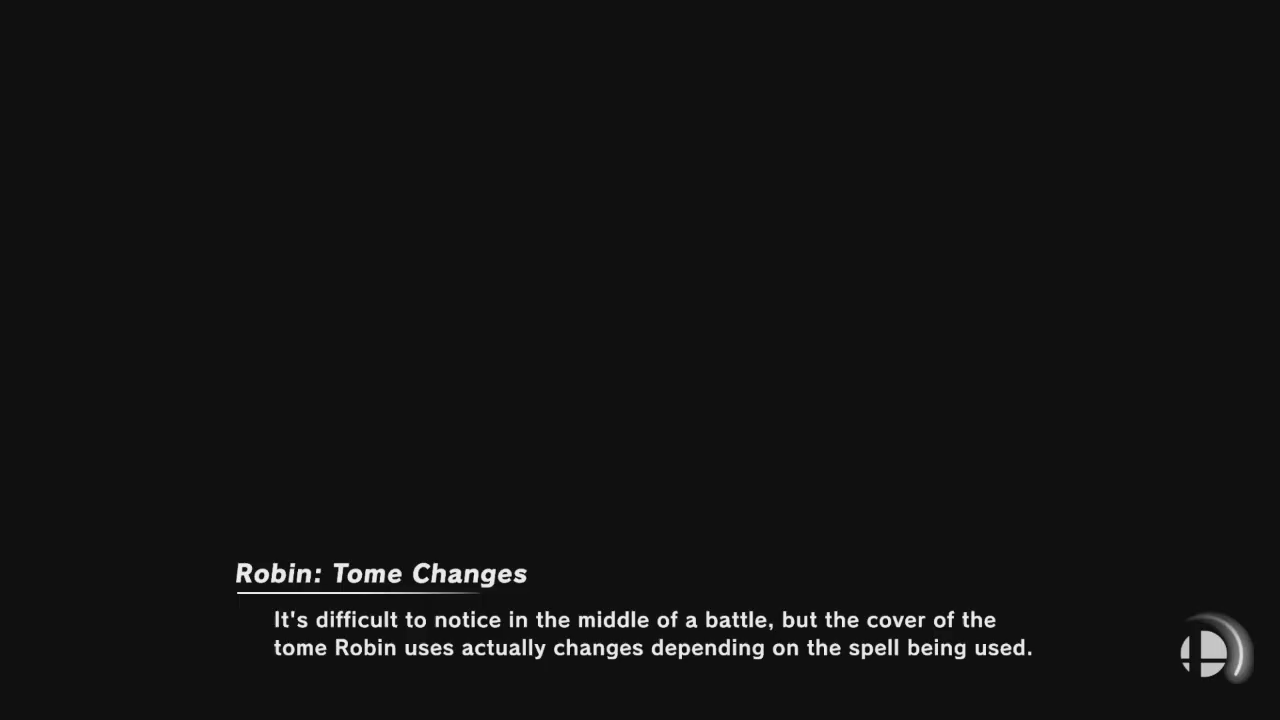 Robin: Tome Changes
It's difficult to notice in the middle of a battle, but the cover of the
tome Robin uses actually changes depending on the spell being used.